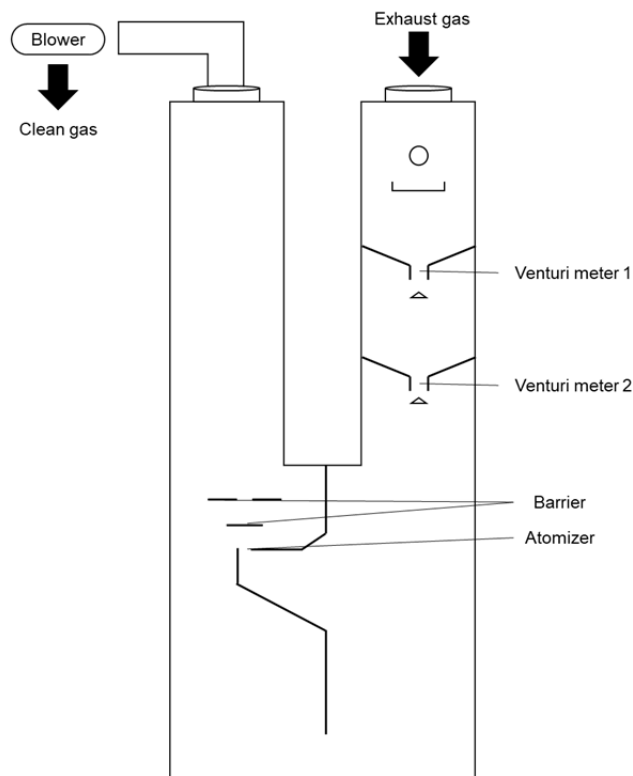 Blower
Exhaust gas
Clean gas
Venturi meter 1
Venturi meter 2
Barrier
Atomizer